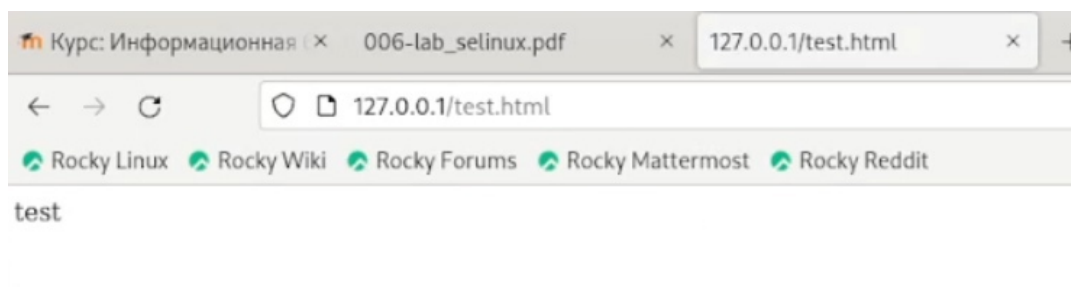 Курс: Информационная 006-lab_selinux.pdf 127.0.0.1/test.html
127.0.0.1/test.html
Rocky Linux Rocky Wiki Rocky Forums Rocky Mattermost Rocky Reddit
test